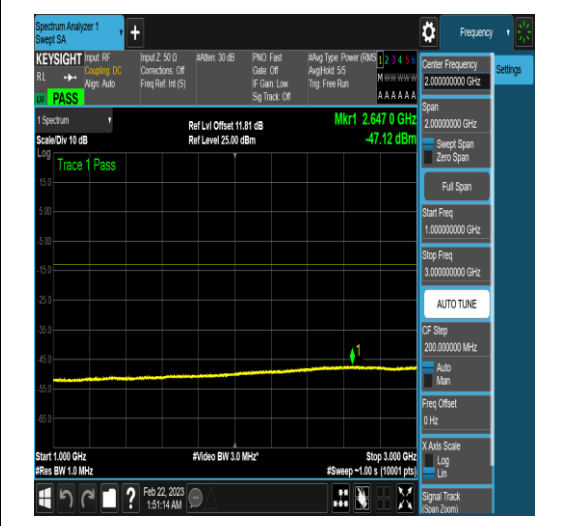 Spectrum Analyzer 1
Swept SA
+
Frequency
KEYSIGHT
RL
PASS
Input: RF
Coupling: DC
Align: Auto
Input Z: 50 Ω
Corrections: Off
Freq Ref: Int (S)
#Atten: 30 dB
PNO: Fast
Gate: Off
IF Gain: Low
Sig Track: Off
#Avg Type: Power (RMS
Avg|Hold: 5/5
Trig: Free Run
1 2 3 4 5 6
M w w w w w
A A A A A A
1 Spectrum
Scale/Div 10 dB
Ref Lvl Offset 11.81 dB
Ref Level 25.00 dBm
Mkr1 2.647 0 GHz
-47.12 dBm
Log
Trace 1 Pass
15.0
5.00
-5.00
-15.0
-25.0
-35.0
-45.0
-55.0
-65.0
1
Start 1.000 GHz
#Res BW 1.0 MHz
#Video BW 3.0 MHz*
Stop 3.000 GHz
#Sweep ~1.00 s (10001 pts)
Feb 22, 2023
1:51:14 AM
?
Center Frequency
2.000000000 GHz
Span
2.00000000 GHz
Swept Span
Zero Span
Full Span
Start Freq
1.000000000 GHz
Stop Freq
3.000000000 GHz
AUTO TUNE
CF Step
200.000000 MHz
Auto
Man
Freq Offset
0 Hz
X Axis Scale
Log
Lin
Signal Track
(Span Zoom)
Settings